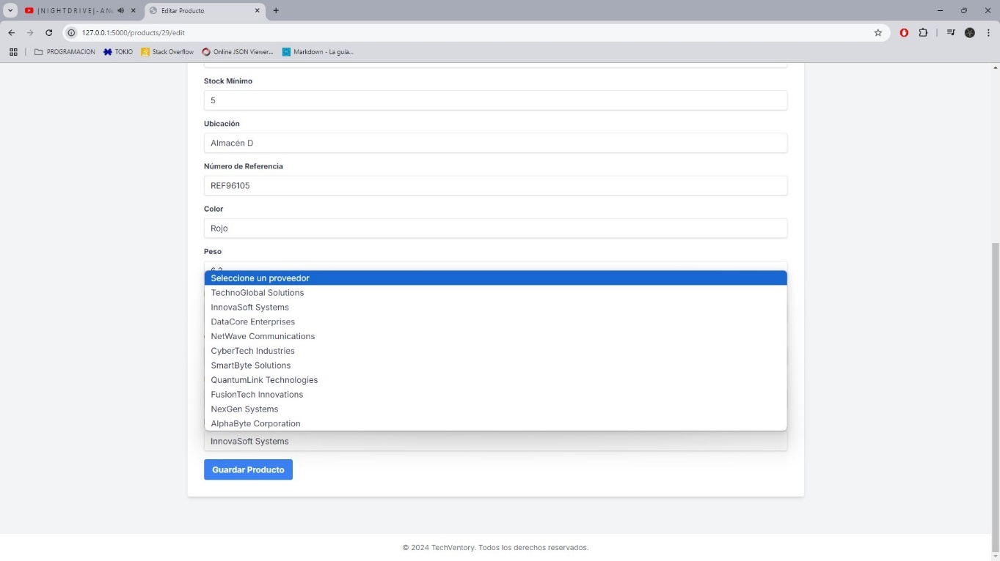 |NIGHTDRIVE|-AN
Editar Producto
127.0.0.1:5000/products/29/edit
PROGRAMACION
TOKIO
Stack Overflow
Online JSON Viewer...
Markdown - La guía...
Stock Mínimo
5
Ubicación
Almacén D
Número de Referencia
REF96105
Color
Rojo
Peso
Seleccione un proveedor
TechnoGlobal Solutions
InnovaSoft Systems
DataCore Enterprises
NetWave Communications
CyberTech Industries
SmartByte Solutions
QuantumLink Technologies
FusionTech Innovations
NexGen Systems
AlphaByte Corporation
InnovaSoft Systems
Guardar Producto
© 2024 TechVentory. Todos los derechos reservados.